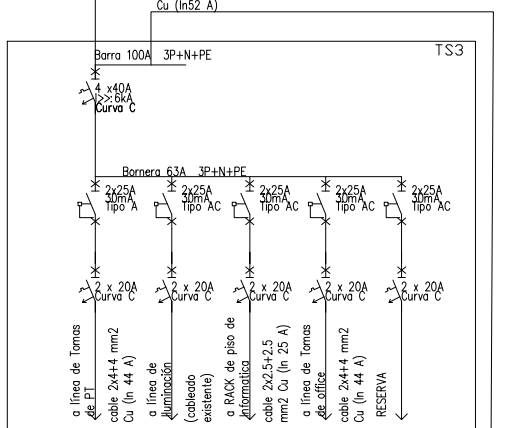 Cu (In52 A)
TS3
Barra 100A 3P+N+PE
4 x40A
>> 6kA
Curva C
Bornera 63A 3P+N+PE
2x25A
30mA
Tipo A
2x25A
30mA
Tipo AC
2x25A
30mA
Tipo AC
2x25A
30mA
Tipo AC
2x25A
30mA
Tipo AC
2 x 20A
Curva C
2 x 20A
Curva C
2 x 20A
Curva C
2 x 20A
Curva C
2 x 20A
Curva C
a línea de Tomas
de PT
cable 2x4+4 mm2
Cu (In 44 A)
a línea de
Iluminación
(cableado
existente)
a RACK de piso de
Informatica
cable 2x2.5+2.5
mm2 Cu (In 25 A)
a línea de Tomas
de office
cable 2x4+4 mm2
Cu (In 44 A)
RESERVA